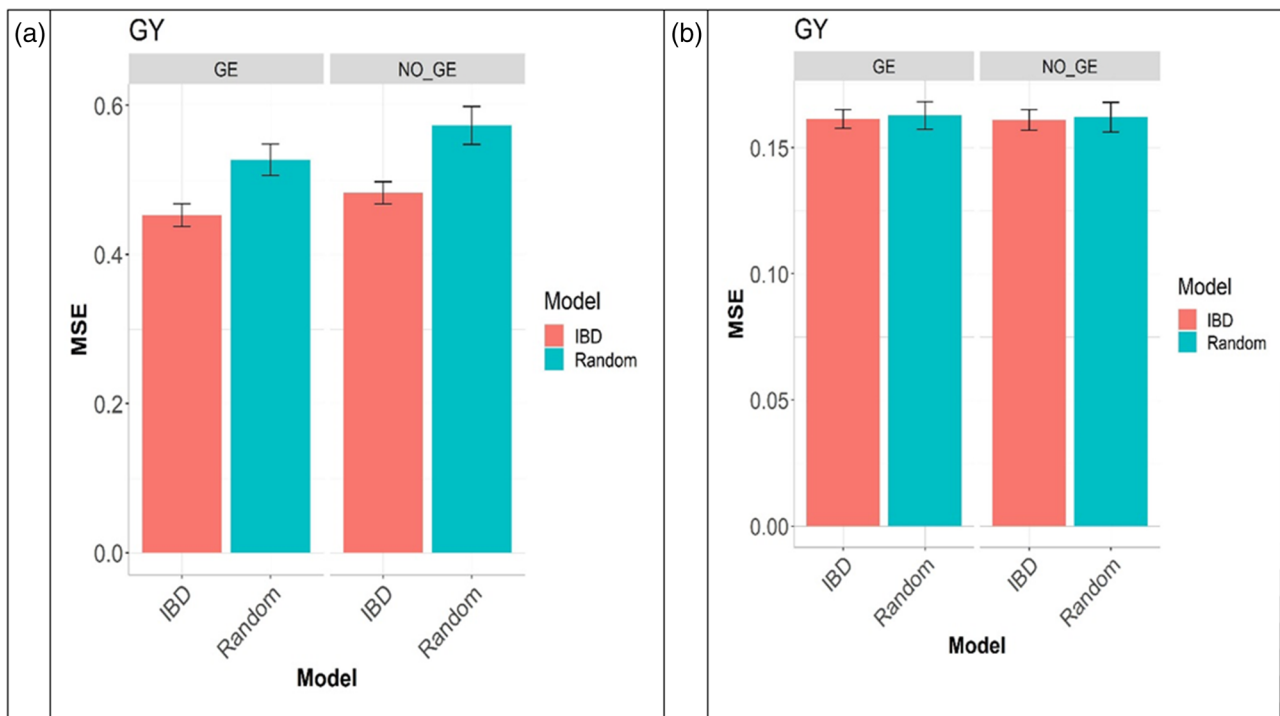 (a)
GY
GE NO_GE
0.6
0.4
0.2
0.0
MSE
IBD Random IBD Random
Model
Model
IBD
Random
(b)
GY
GE NO_GE
0.15
0.10
0.05
0.00
MSE
IBD Random IBD Random
Model
Model
IBD
Random